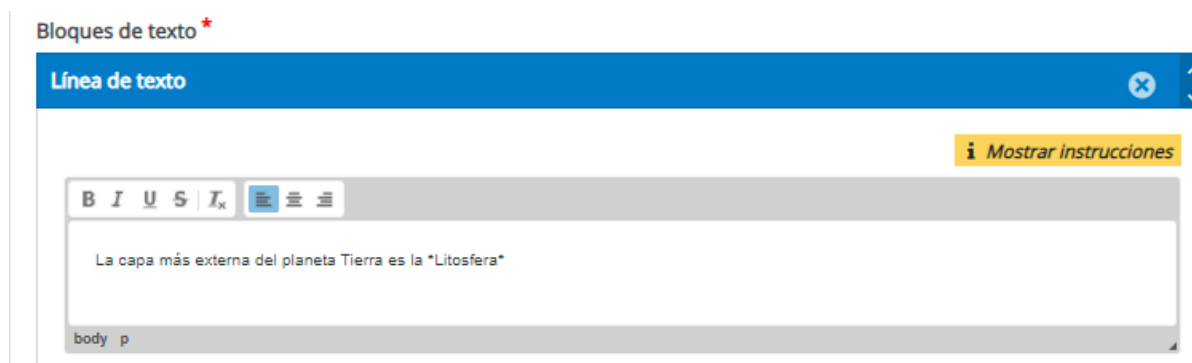 Bloques de texto *
Línea de texto
i Mostrar instrucciones
B I U S Tx
La capa más externa del planeta Tierra es la *Litosfera*
body p